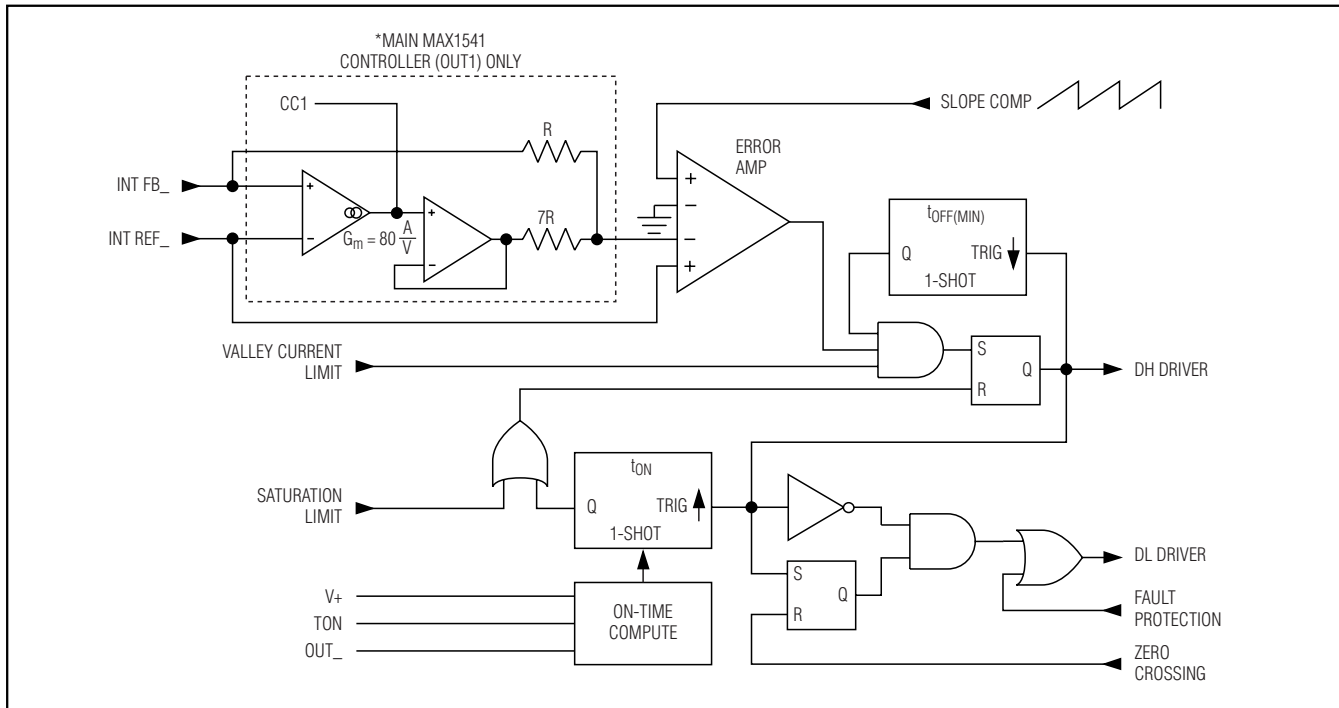 *MAIN MAX1541
CONTROLLER (OUT1) ONLY
CC1
SLOPE COMP
R
ERROR
AMP
INT FB_
+
+
+
7R
–
tOFF(MIN)
INT REF_
–
Gm = 80 A/V
–
–
Q
TRIG
+
1-SHOT
VALLEY CURRENT
LIMIT
S
Q
DH DRIVER
R
tON
SATURATION
LIMIT
Q
TRIG
1-SHOT
DL DRIVER
S
V+
Q
FAULT
PROTECTION
ON-TIME
COMPUTE
TON
R
OUT_
ZERO
CROSSING